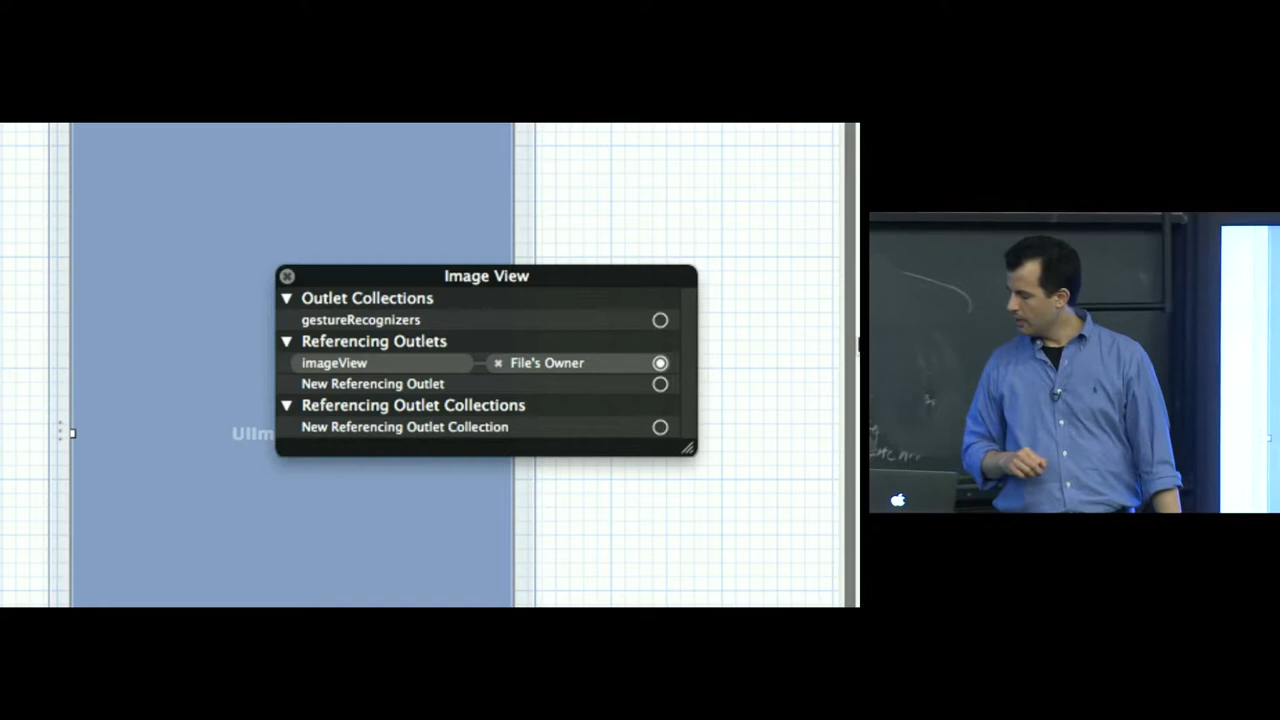 Image View
Outlet Collections
gestureRecognizers
Referencing Outlets
imageView File's Owner
New Referencing Outlet
Referencing Outlet Collections
New Referencing Outlet Collection
UIIm